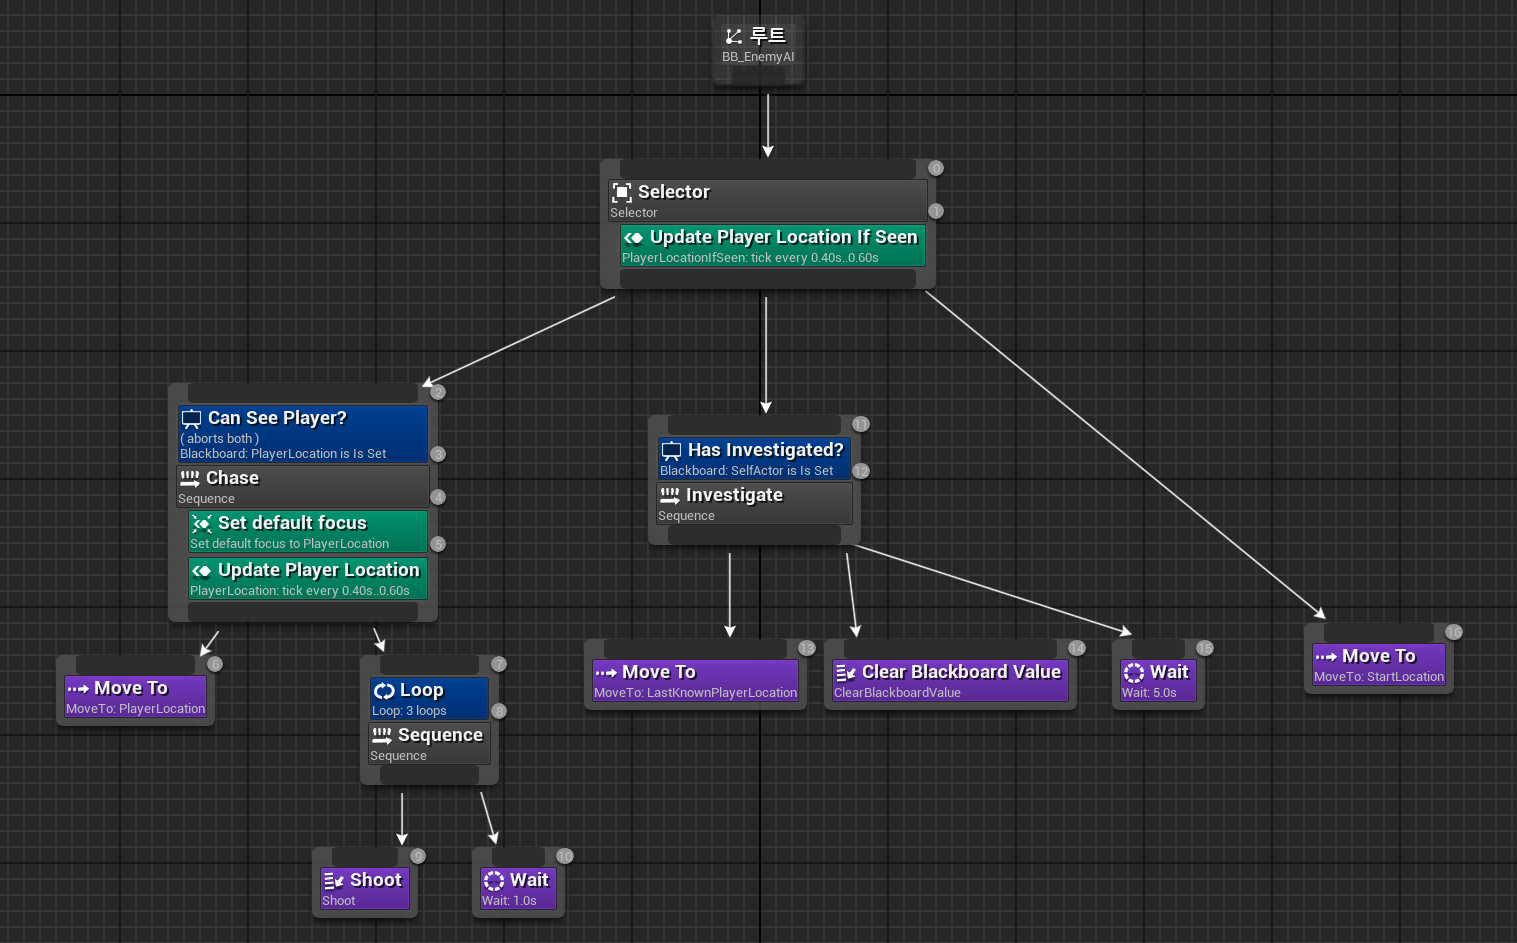 루트
BB_EnemyAI
0
Selector
Selector
1
Update Player Location If Seen
PlayerLocationIfSeen: tick every 0.40s..0.60s
2
Can See Player?
( aborts both )
Blackboard: PlayerLocation is Is Set
3
Chase
Sequence
4
Set default focus
Set default focus to PlayerLocation
5
Update Player Location
PlayerLocation: tick every 0.40s..0.60s
6
Move To
MoveTo: PlayerLocation
7
Loop
Loop: 3 loops
8
Sequence
Sequence
9
Shoot
Shoot
10
Wait
Wait: 1.0s
11
Has Investigated?
Blackboard: SelfActor is Is Set
12
Investigate
Sequence
13
Move To
MoveTo: LastKnownPlayerLocation
14
Clear Blackboard Value
ClearBlackboardValue
15
Wait
Wait: 5.0s
16
Move To
MoveTo: StartLocation